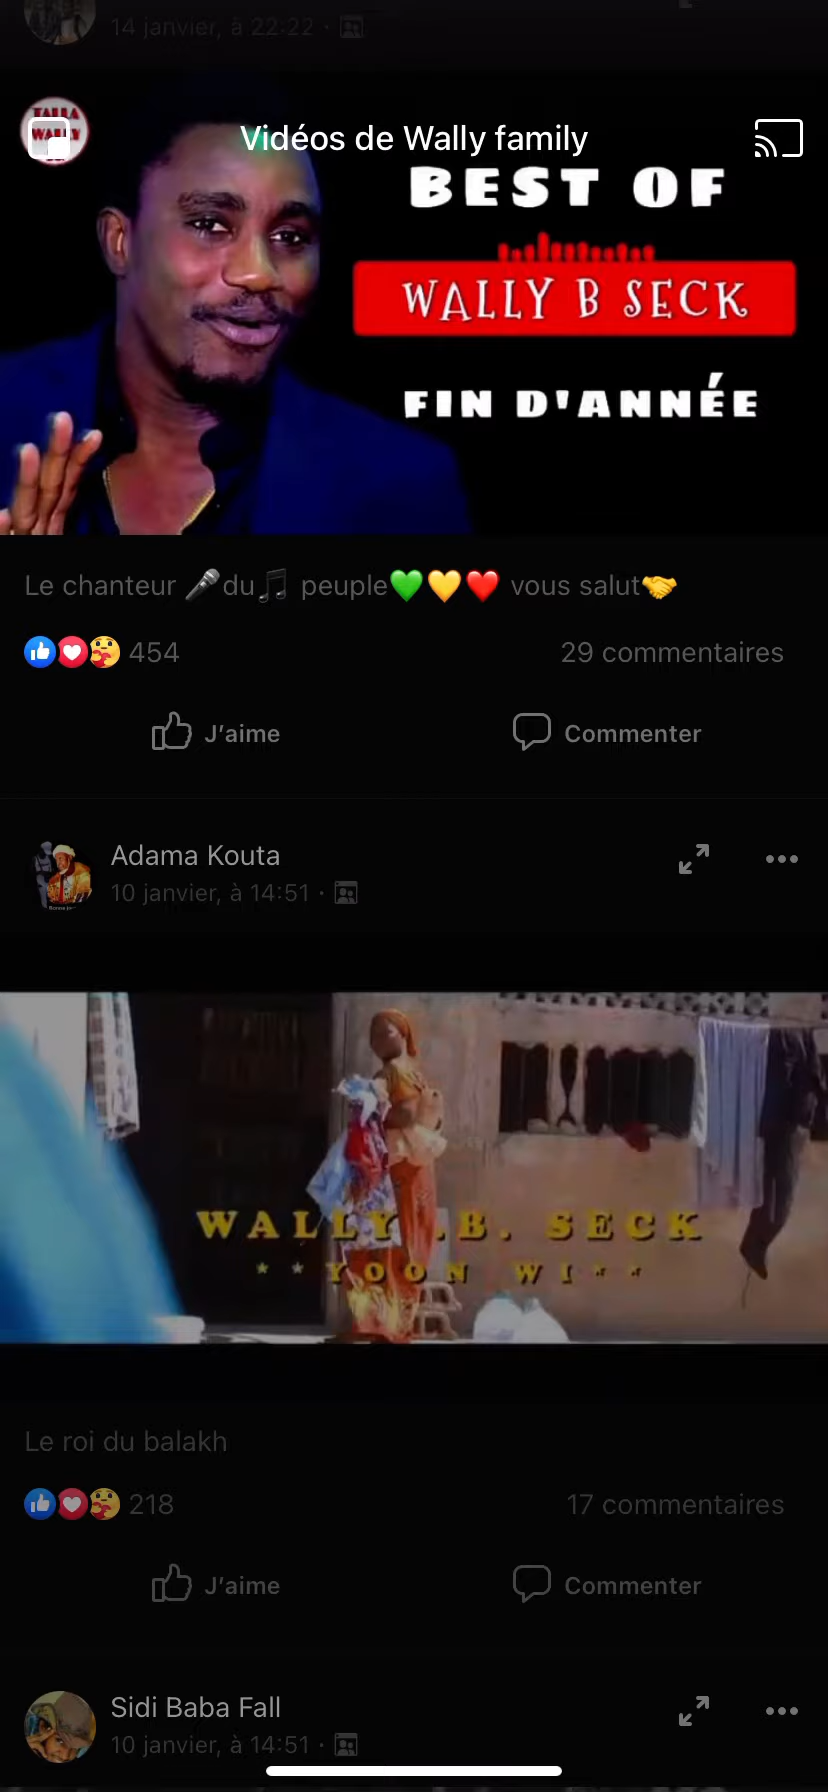 14 janvier, à 22:22 ·
TALLA
WALLY
Vidéos de Wally family
BEST OF
WALLY B SECK
FIN D'ANNÉE
Le chanteur 🎤du🎵 peuple💚💛❤️ vous salut🤝
454
29 commentaires
J'aime
Commenter
Adama Kouta
10 janvier, à 14:51 ·
WALLY .B. SECK
**YOON WI**
Le roi du balakh
218
17 commentaires
J'aime
Commenter
Sidi Baba Fall
10 janvier, à 14:51 ·